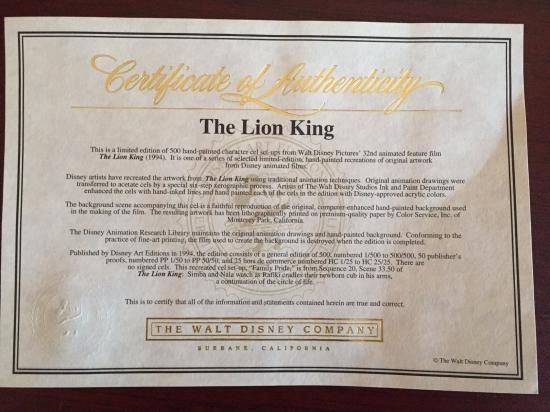 Certificate of Authenticity
The Lion King
This is a limited edition of 500 hand-painted character cel set-ups from Walt Disney Pictures' 32nd animated feature film
The Lion King (1994). It is one of a series of selected limited-edition, hand-painted recreations of original artwork
from Disney animated films.
Disney artists have recreated the artwork from The Lion King using traditional animation techniques. Original animation drawings were
transferred to acetate cels by a special six-step xerographic process. Artists of The Walt Disney Studios Ink and Paint Department
enhanced the cels with hand-inked lines and hand painted each of the cels in the edition with Disney-approved acrylic colors.
The background scene accompanying this cel is a faithful reproduction of the original, computer-enhanced hand-painted background used
in the making of the film. The resulting artwork has been lithographically printed on premium-quality paper by Color Service, Inc. of
Monterey Park, California.
The Disney Animation Research Library maintains the original animation drawings and hand-painted background. Conforming to the
practice of fine-art printing, the film used to create the background is destroyed when the edition is completed.
Published by Disney Art Editions in 1994, the edition consists of a general edition of 500, numbered 1/500 to 500/500, 50 publisher's
proofs, numbered PP 1/50 to PP 50/50, and 25 hors de commerce numbered HC 1/25 to HC 25/25. There are
no signed cels. This recreated cel set-up, "Family Pride," is from Sequence 20, Scene 33.50 of
The Lion King: Simba and Nala watch as Rafiki cradles their newborn cub in his arms,
a continuation of the circle of life.
This is to certify that all of the information and statements contained herein are true and correct.
THE WALT DISNEY COMPANY
BURBANK, CALIFORNIA
© The Walt Disney Company